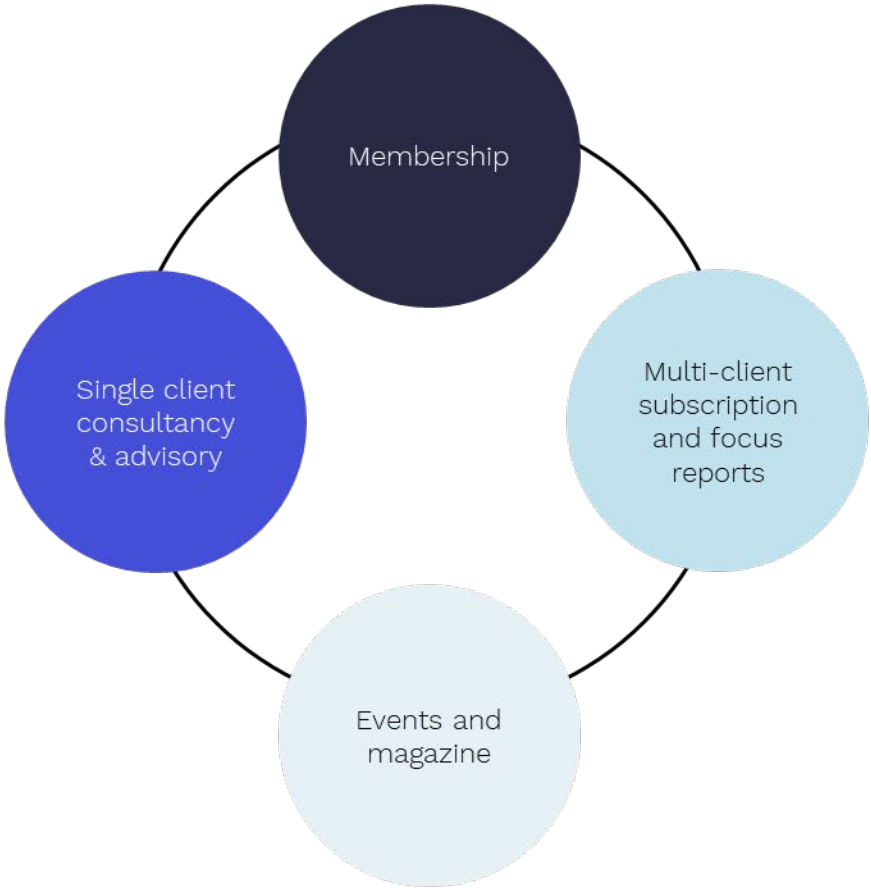 Membership
Single client
consultancy
& advisory
Multi-client
subscription
and focus
reports
Events and
magazine